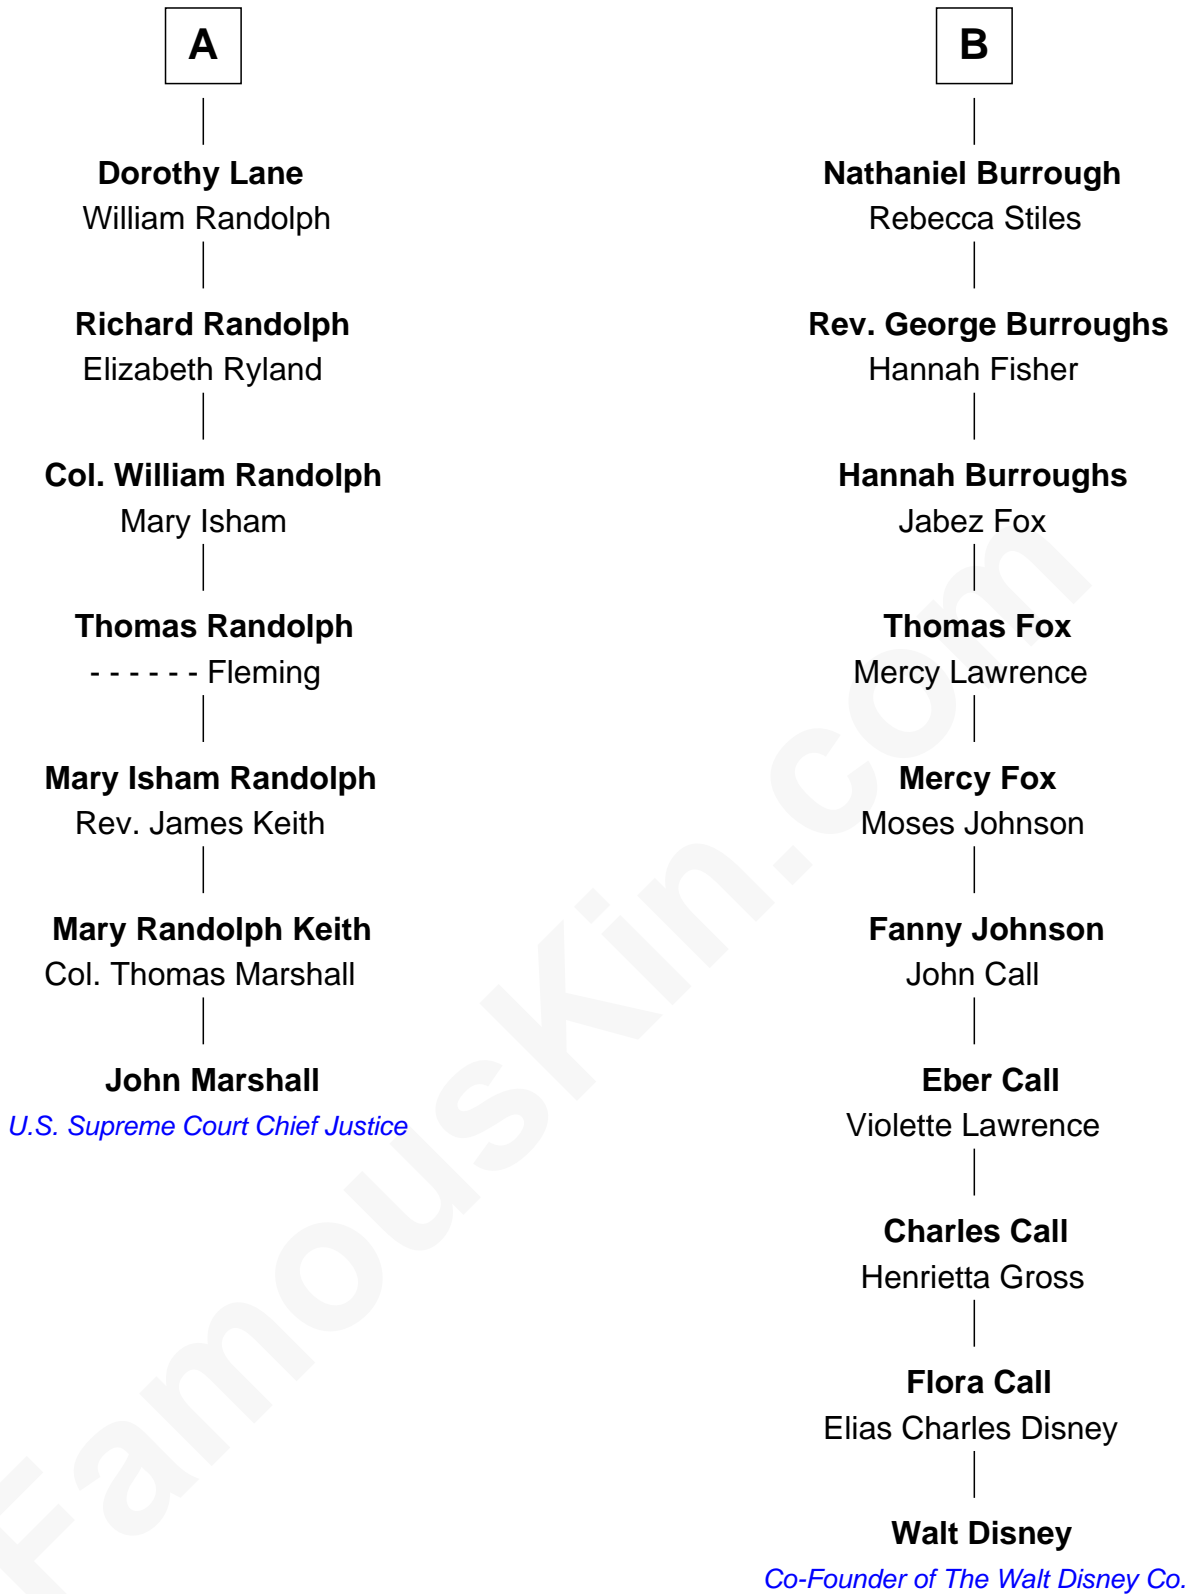 A
Dorothy Lane
William Randolph
Richard Randolph
Elizabeth Ryland
Col. William Randolph
Mary Isham
Thomas Randolph
- - - - - - Fleming
Mary Isham Randolph
Rev. James Keith
Mary Randolph Keith
Col. Thomas Marshall
John Marshall
U.S. Supreme Court Chief Justice
B
Nathaniel Burrough
Rebecca Stiles
Rev. George Burroughs
Hannah Fisher
Hannah Burroughs
Jabez Fox
Thomas Fox
Mercy Lawrence
Mercy Fox
Moses Johnson
Fanny Johnson
John Call
Eber Call
Violette Lawrence
Charles Call
Henrietta Gross
Flora Call
Elias Charles Disney
Walt Disney
Co-Founder of The Walt Disney Co.
FamousKin.com